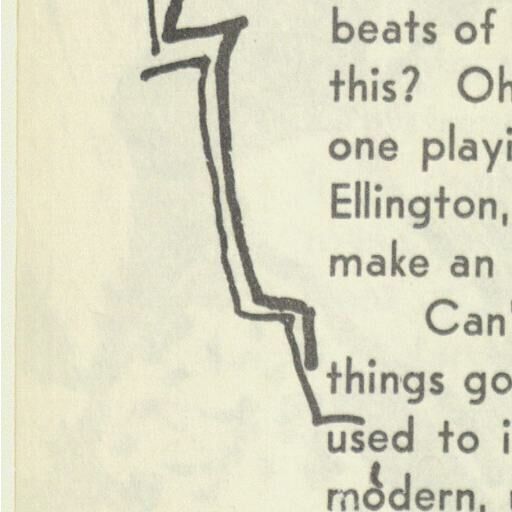 beats of
this? Oh
one playi
Ellington,
make an
Can'
things go
used to i
modern,